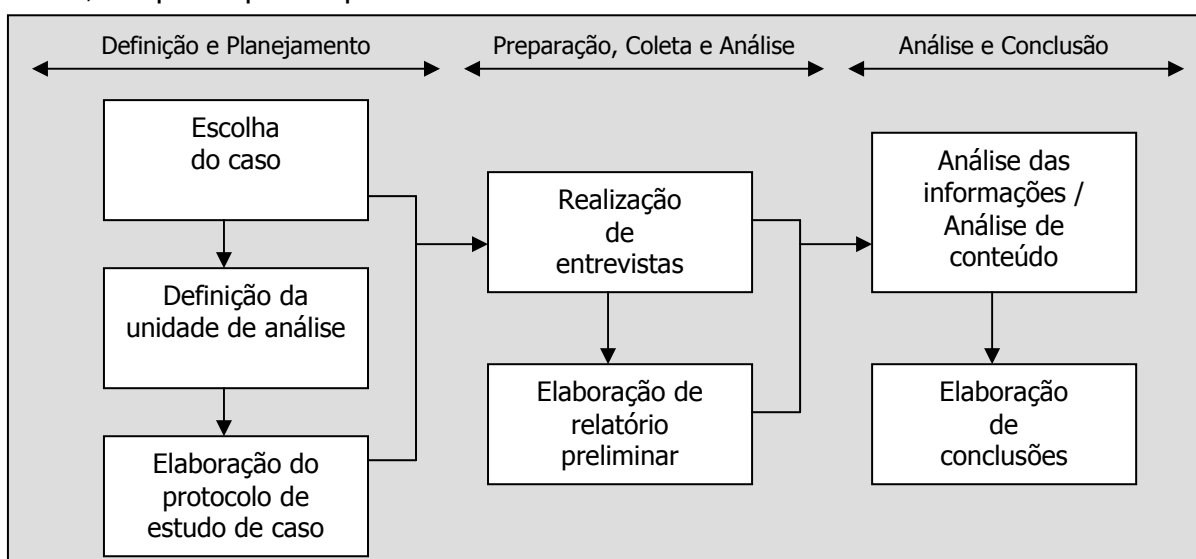 Definição e Planejamento
Preparação, Coleta e Análise
Análise e Conclusão
Escolha
do caso
Definição da
unidade de análise
Elaboração do
protocolo de
estudo de caso
Realização
de
entrevistas
Elaboração de
relatório
preliminar
Análise das
informações /
Análise de
conteúdo
Elaboração
de
conclusões